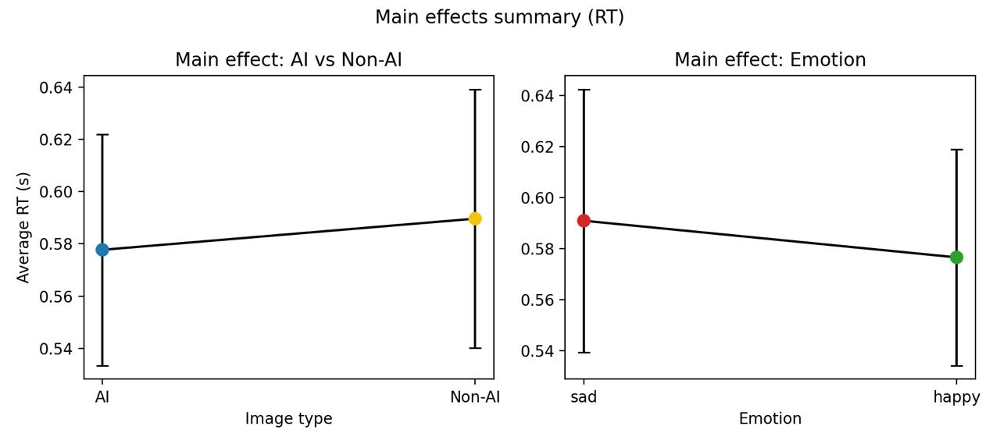 Main effects summary (RT)
Main effect: AI vs Non-AI
0.64
0.62
0.60
0.58
0.56
0.54
Average RT (s)
AI
Non-AI
Image type
Main effect: Emotion
0.64
0.62
0.60
0.58
0.56
0.54
sad
happy
Emotion